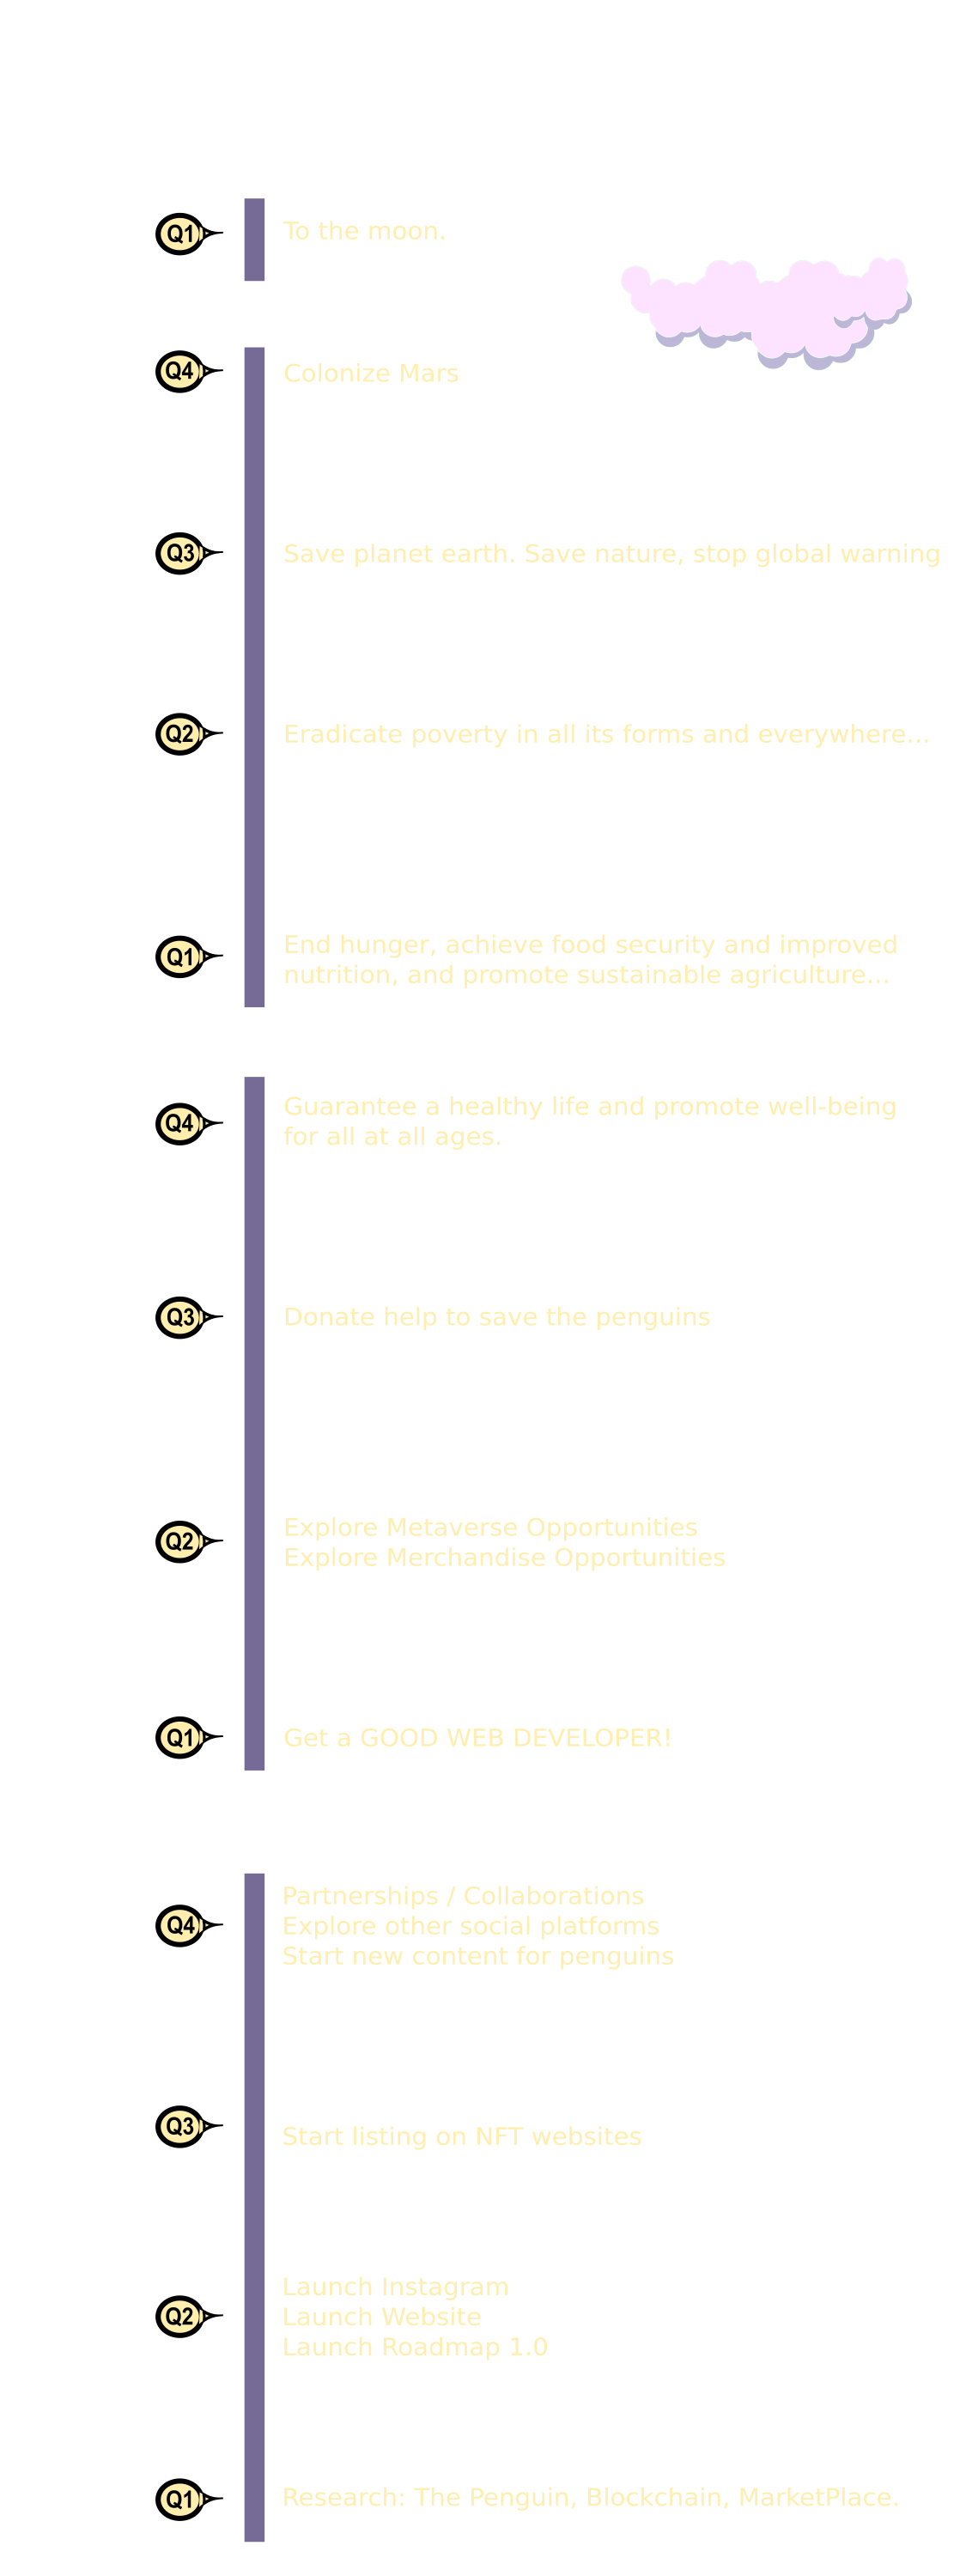 Q1
To the moon.
Q4
Colonize Mars
Q3
Save planet earth. Save nature, stop global warning
Q2
Eradicate poverty in all its forms and everywhere...
Q1
End hunger, achieve food security and improved
nutrition, and promote sustainable agriculture...
Q4
Guarantee a healthy life and promote well-being
for all at all ages.
Q3
Donate help to save the penguins
Q2
Explore Metaverse Opportunities
Explore Merchandise Opportunities
Q1
Get a GOOD WEB DEVELOPER!
Q4
Partnerships / Collaborations
Explore other social platforms
Start new content for penguins
Q3
Start listing on NFT websites
Q2
Launch Instagram
Launch Website
Launch Roadmap 1.0
Q1
Research: The Penguin, Blockchain, MarketPlace.